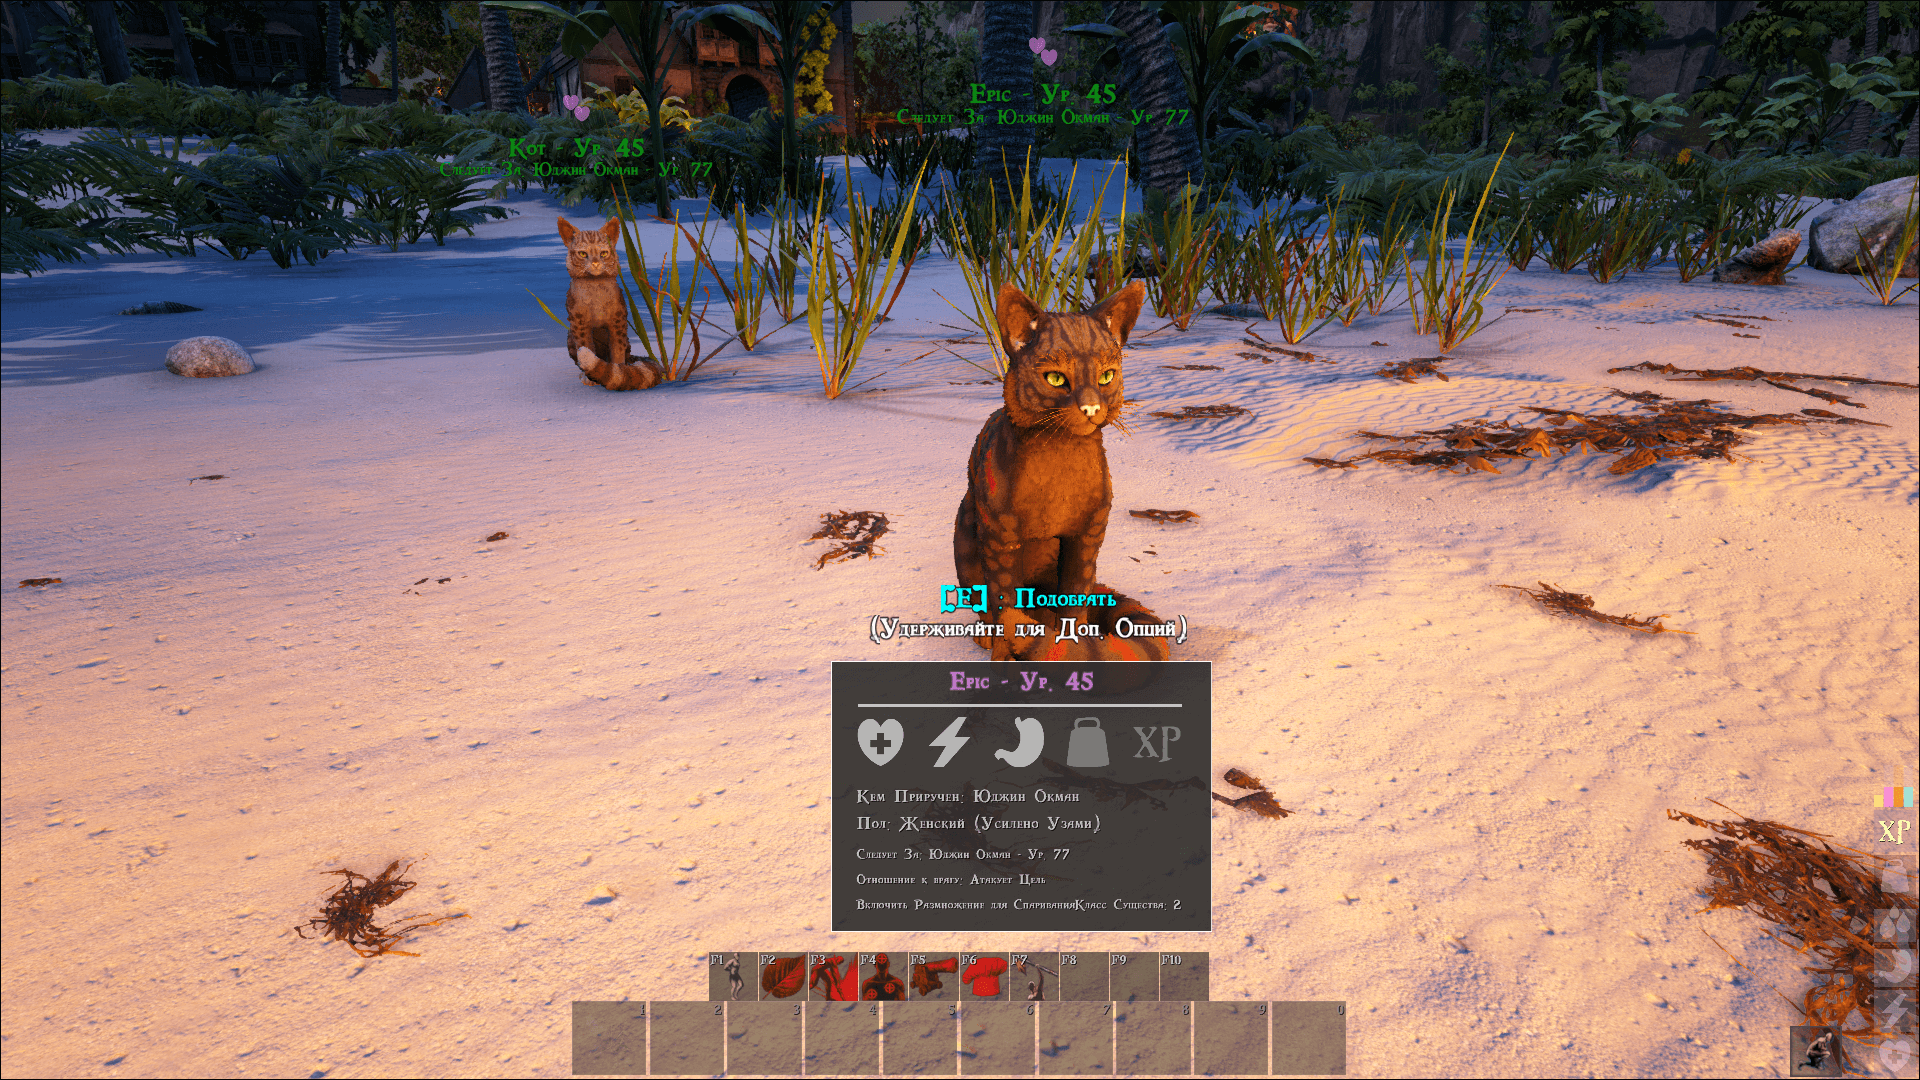 Epic - Ур. 45
Следует За Юджин Окман - Ур 77
Кот - Ур. 45
Следует За Юджин Окман - Ур 77
[E] : Подобрать
(Удерживайте для Доп. Опций)
Epic - Ур. 45
XP
Кем Приручен: Юджин Окман
Пол: Женский (Усилено Узами)
Следует За: Юджин Окман - Ур. 77
Отношение к врагу: Атакует Цель
Включить Размножение для СпариванияКласс Существа: 2
XP
F1 F2 F3 F4 F5 F6 F7 F8 F9 F10
1 2 3 4 5 6 7 8 9 0